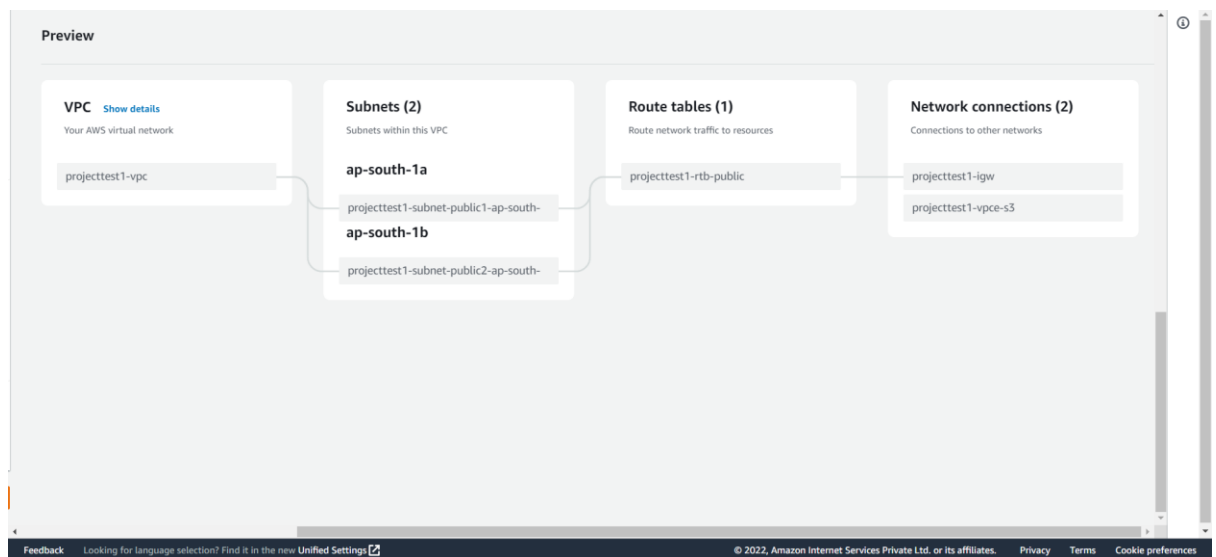 Preview
VPC Show details
Your AWS virtual network
projecttest1-vpc
Subnets (2)
Subnets within this VPC
ap-south-1a
projecttest1-subnet-public1-ap-south-
ap-south-1b
projecttest1-subnet-public2-ap-south-
Route tables (1)
Route network traffic to resources
projecttest1-rtb-public
Network connections (2)
Connections to other networks
projecttest1-igw
projecttest1-vpce-s3
Feedback Looking for language selection? Find it in the new Unified Settings © 2022, Amazon Internet Services Private Ltd. or its affiliates. Privacy Terms Cookie preferences